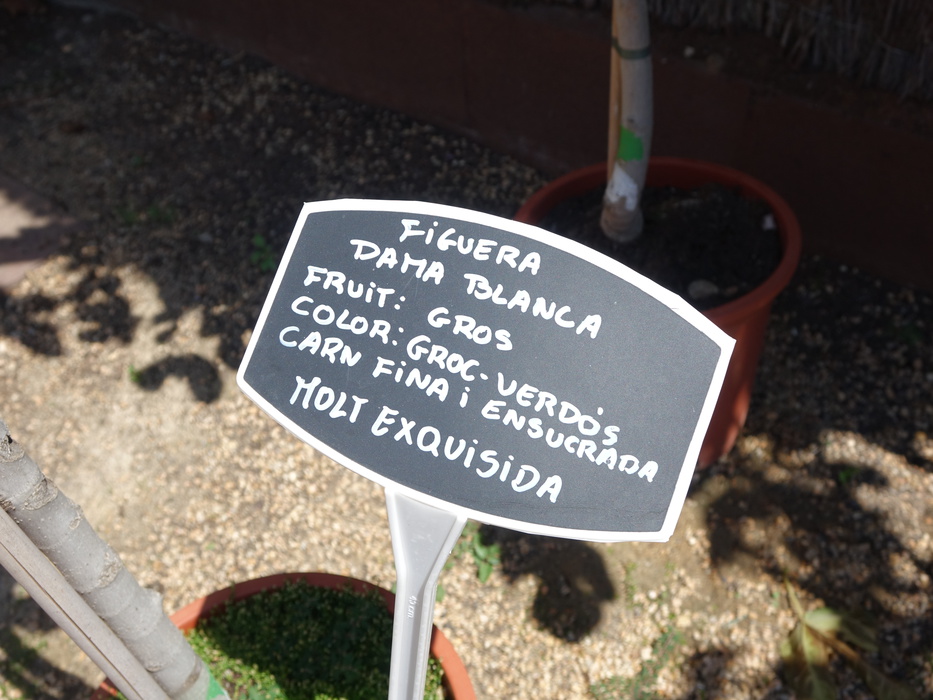 FiGUERA
DAMA BLANCA
FRUiT: GROS
COLOR: GROC-VERDÓS
CARN FiNA i ENSUCRADA
MOLT EXQUiSiDA